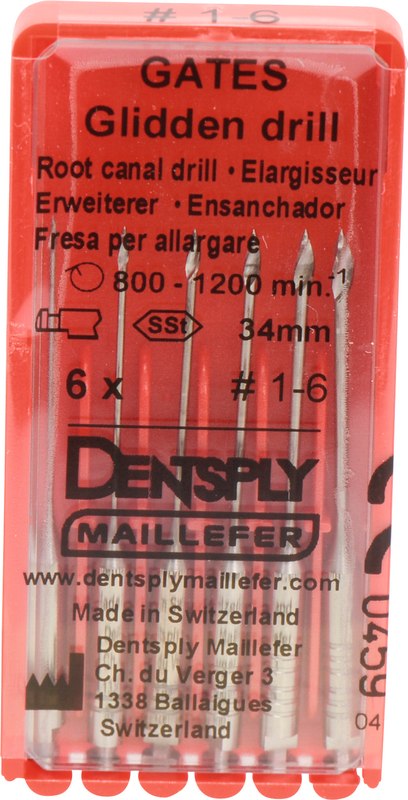 # 1-6
GATES
Glidden drill
Root canal drill • Elargisseur
Erweiterer • Ensanchador
Fresa per allargare
800 - 1200 min.-1
SSt 34mm
6 x # 1-6
DENTSPLY
MAILLEFER
www.dentsplymaillefer.com
Made in Switzerland
Dentsply Maillefer
Ch. du Verger 3
1338 Ballaigues
Switzerland
0459
04